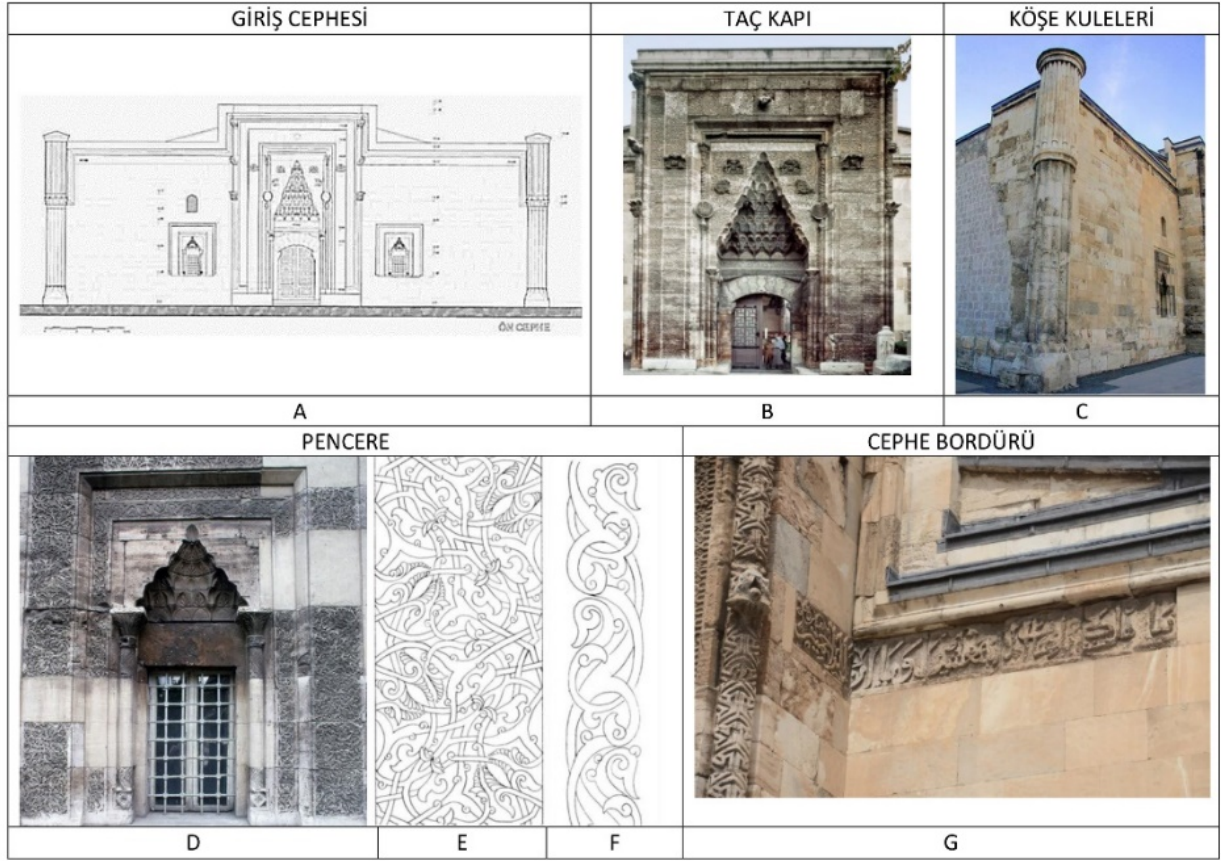 GİRİŞ CEPHESİ
TAÇ KAPI
KÖŞE KULELERİ
ÖN CEPHE
A
B
C
PENCERE
CEPHE BORDÜRÜ
D
E
F
G